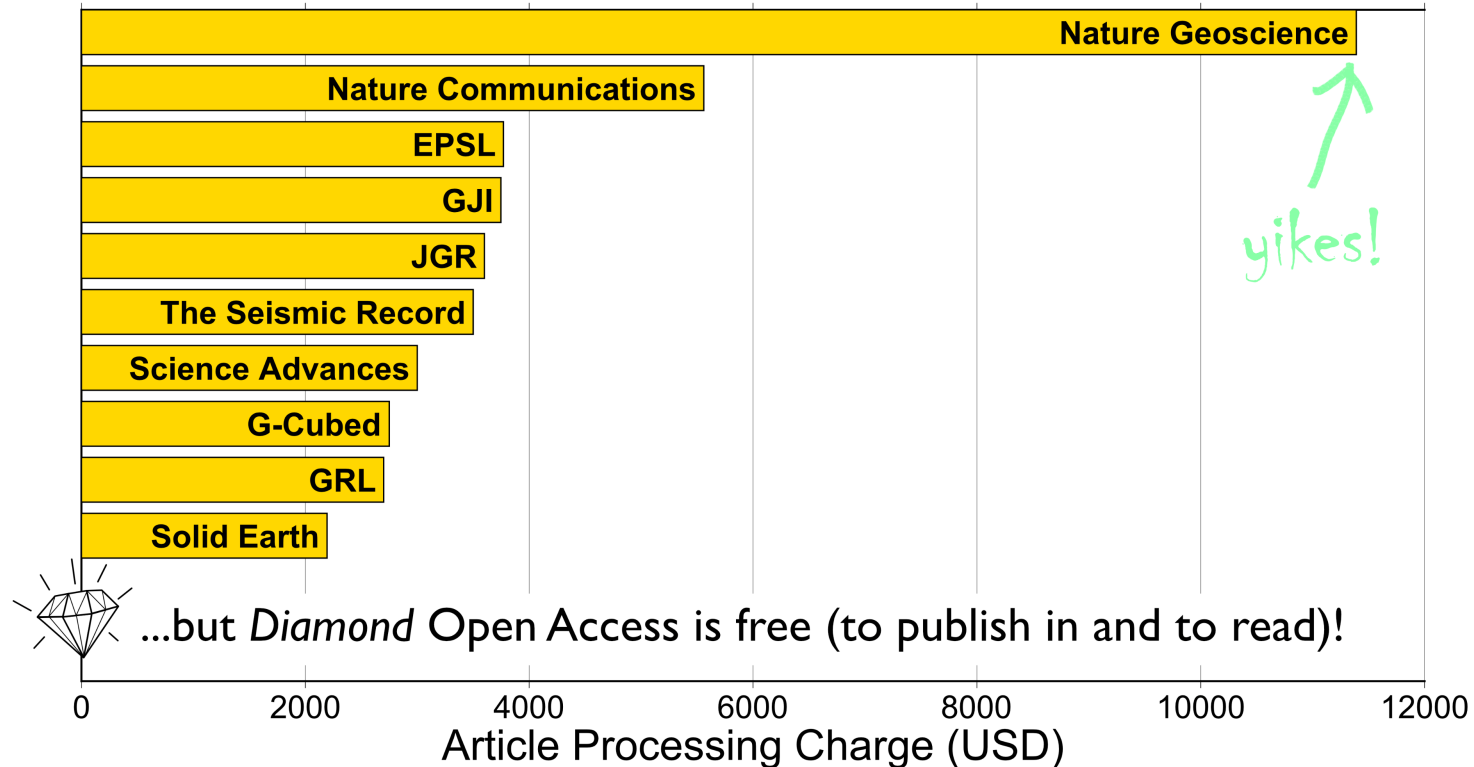 Nature Geoscience
Nature Communications
yikes!
EPSL
GJI
JGR
The Seismic Record
Science Advances
G-Cubed
GRL
Solid Earth
...but Diamond Open Access is free (to publish in and to read)!
0 2000 4000 6000 8000 10000 12000
Article Processing Charge (USD)